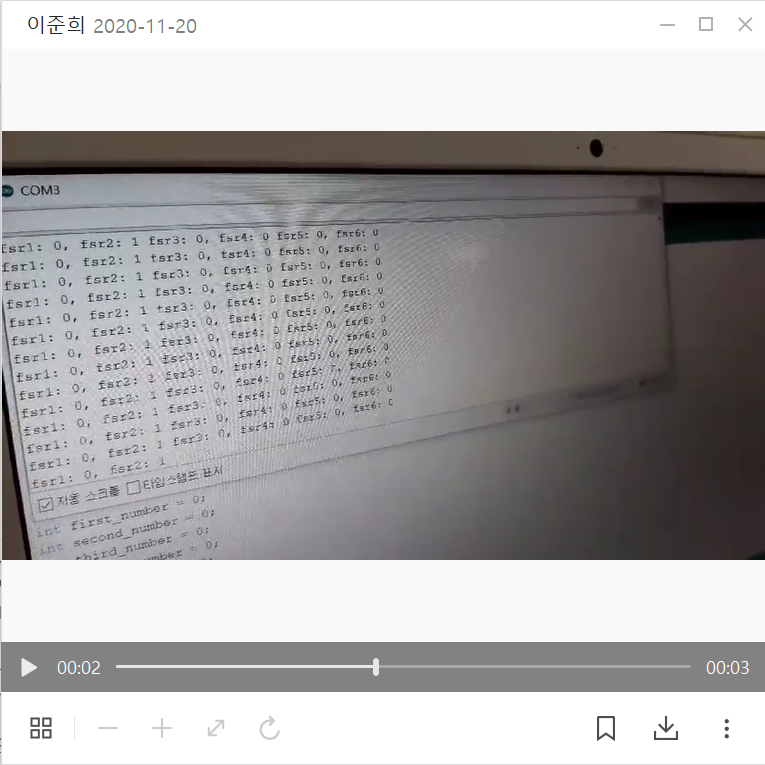 이준희 2020-11-20
COM3
fsr1: 0, fsr2: 1 fsr3: 0, fsr4: 0 fsr5: 0, fsr6: 0
fsr1: 0, fsr2: 1 fsr3: 0, fsr4: 0 fsr5: 0, fsr6: 0
fsr1: 0, fsr2: 1 fsr3: 0, fsr4: 0 fsr5: 0, fsr6: 0
fsr1: 0, fsr2: 1 fsr3: 0, fsr4: 0 fsr5: 0, fsr6: 0
fsr1: 0, fsr2: 1 fsr3: 0, fsr4: 0 fsr5: 0, fsr6: 0
fsr1: 0, fsr2: 1 fsr3: 0, fsr4: 0 fsr5: 0, fsr6: 0
fsr1: 0, fsr2: 1 fsr3: 0, fsr4: 0 fsr5: 0, fsr6: 0
fsr1: 0, fsr2: 1 fsr3: 0, fsr4: 0 fsr5: 0, fsr6: 0
fsr1: 0, fsr2: 1 fsr3: 0, fsr4: 0 fsr5: 0, fsr6: 0
fsr1: 0, fsr2: 1 fsr3: 0, fsr4: 0 fsr5: 0, fsr6: 0
fsr1: 0, fsr2: 1 fsr3: 0, fsr4: 0 fsr5: 0, fsr6: 0
fsr1: 0, fsr2: 1 fsr3: 0, fsr4: 0 fsr5: 0, fsr6: 0
fsr1: 0, fsr2: 1
자동 스크롤 타임스탬프 표시
int first_number = 0;
int second_number = 0;
third_number = 0;
number = 0;
00:02 00:03